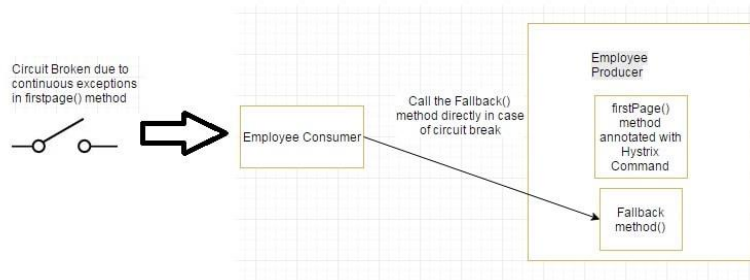 Circuit Broken due to
continuous exceptions
in firstpage() method
Employee Consumer
Call the Fallback()
method directly in case
of circuit break
Employee
Producer
firstPage()
method
annotated with
Hystrix
Command
Fallback
method()